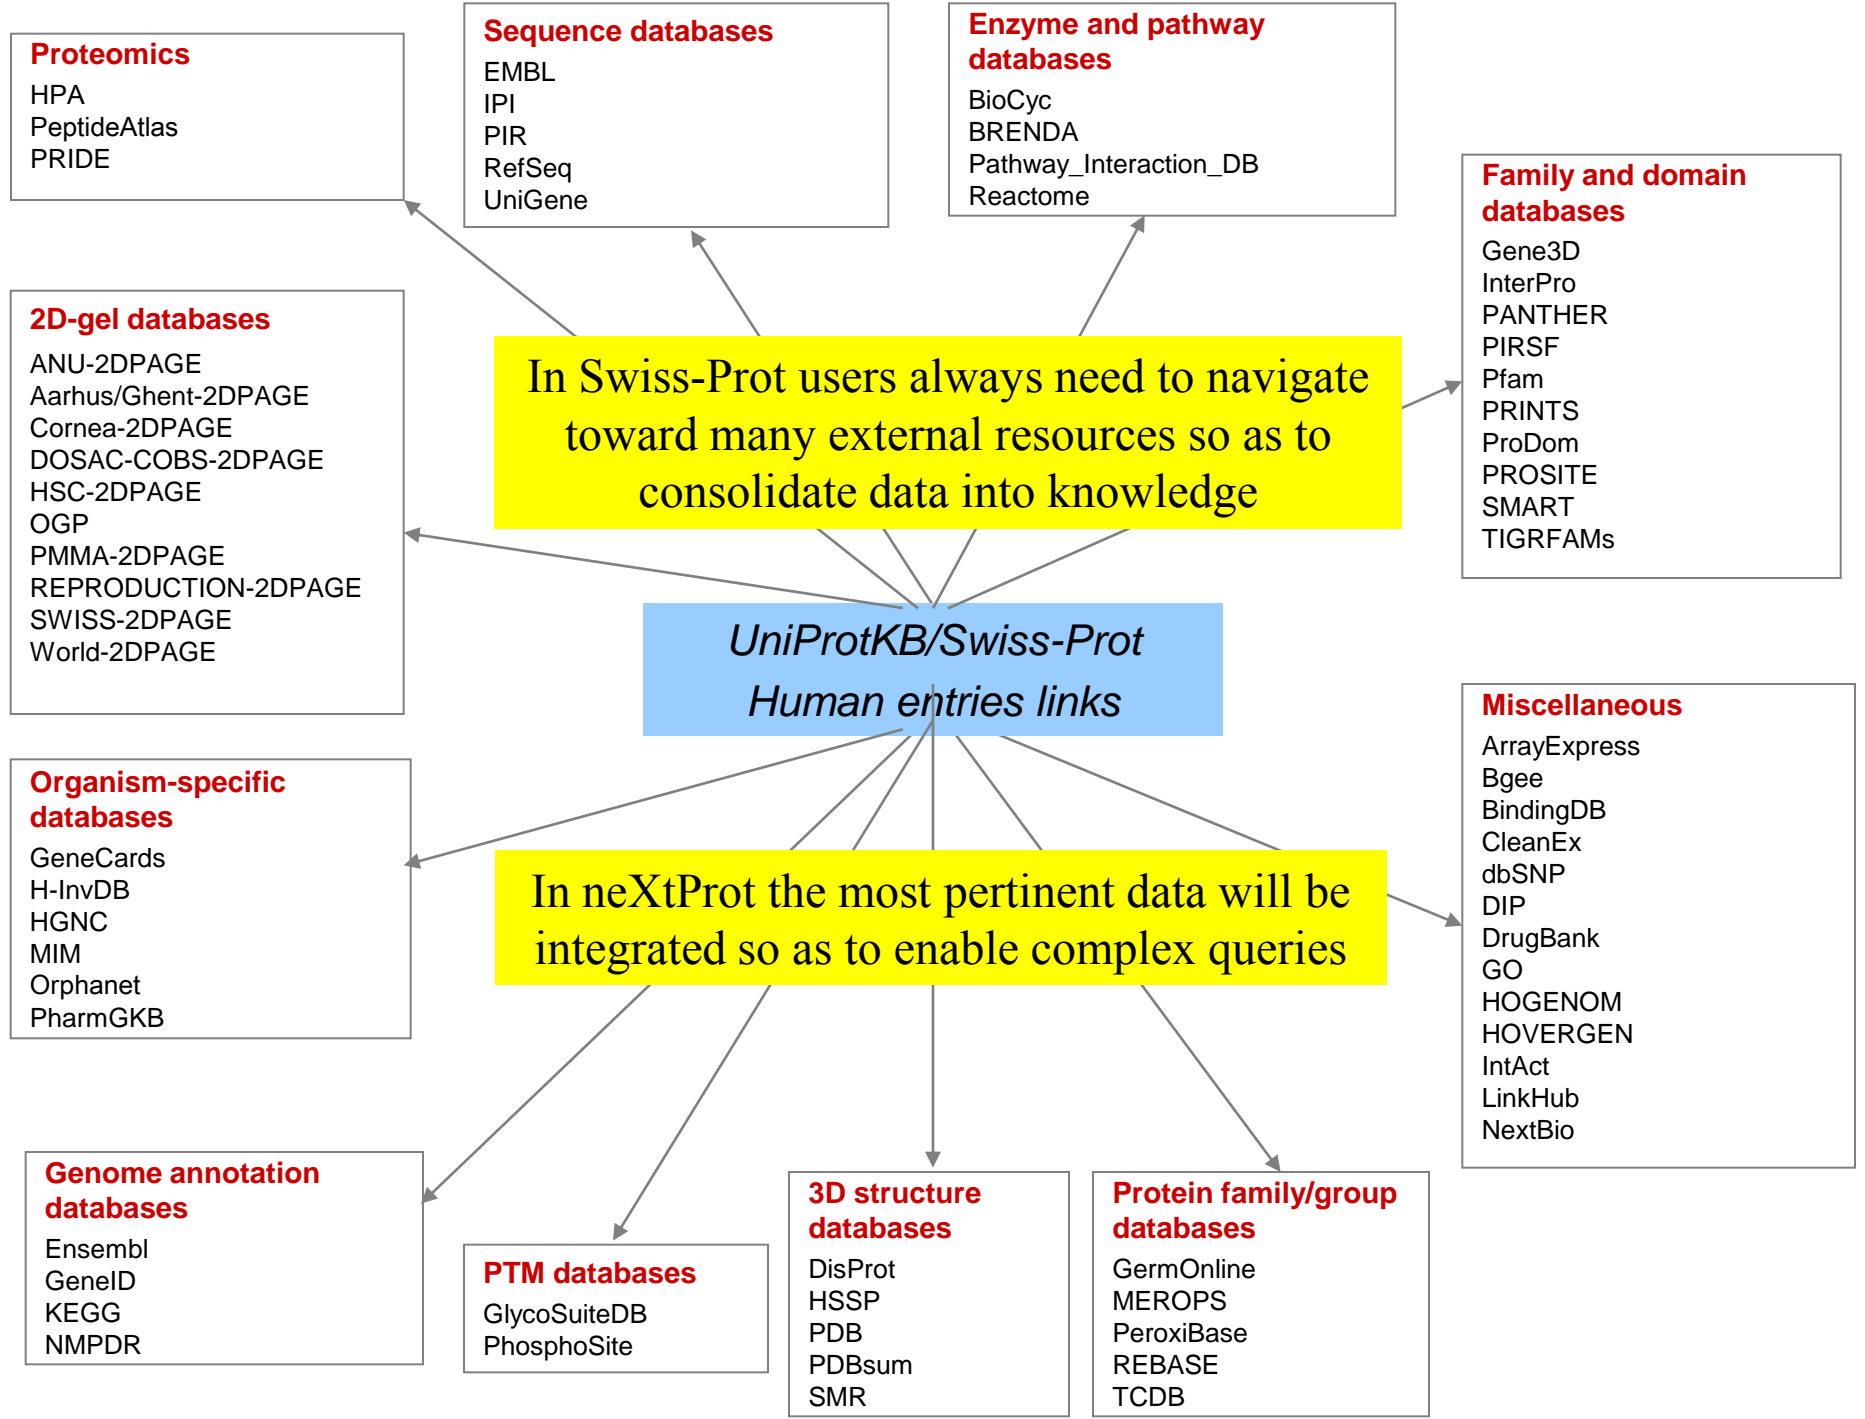 Proteomics
HPA
PeptideAtlas
PRIDE
Sequence databases
EMBL
IPI
PIR
RefSeq
UniGene
Enzyme and pathway
databases
BioCyc
BRENDA
Pathway_Interaction_DB
Reactome
Family and domain
databases
Gene3D
InterPro
PANTHER
PIRSF
Pfam
PRINTS
ProDom
PROSITE
SMART
TIGRFAMs
2D-gel databases
ANU-2DPAGE
Aarhus/Ghent-2DPAGE
Cornea-2DPAGE
DOSAC-COBS-2DPAGE
HSC-2DPAGE
OGP
PMMA-2DPAGE
REPRODUCTION-2DPAGE
SWISS-2DPAGE
World-2DPAGE
In Swiss-Prot users always need to navigate
toward many external resources so as to
consolidate data into knowledge
UniProtKB/Swiss-Prot
Human entries links
Miscellaneous
ArrayExpress
Bgee
BindingDB
CleanEx
dbSNP
DIP
DrugBank
GO
HOGENOM
HOVERGEN
IntAct
LinkHub
NextBio
Organism-specific
databases
GeneCards
H-InvDB
HGNC
MIM
Orphanet
PharmGKB
In neXtProt the most pertinent data will be
integrated so as to enable complex queries
Genome annotation
databases
Ensembl
GeneID
KEGG
NMPDR
PTM databases
GlycoSuiteDB
PhosphoSite
3D structure
databases
DisProt
HSSP
PDB
PDBsum
SMR
Protein family/group
databases
GermOnline
MEROPS
PeroxiBase
REBASE
TCDB